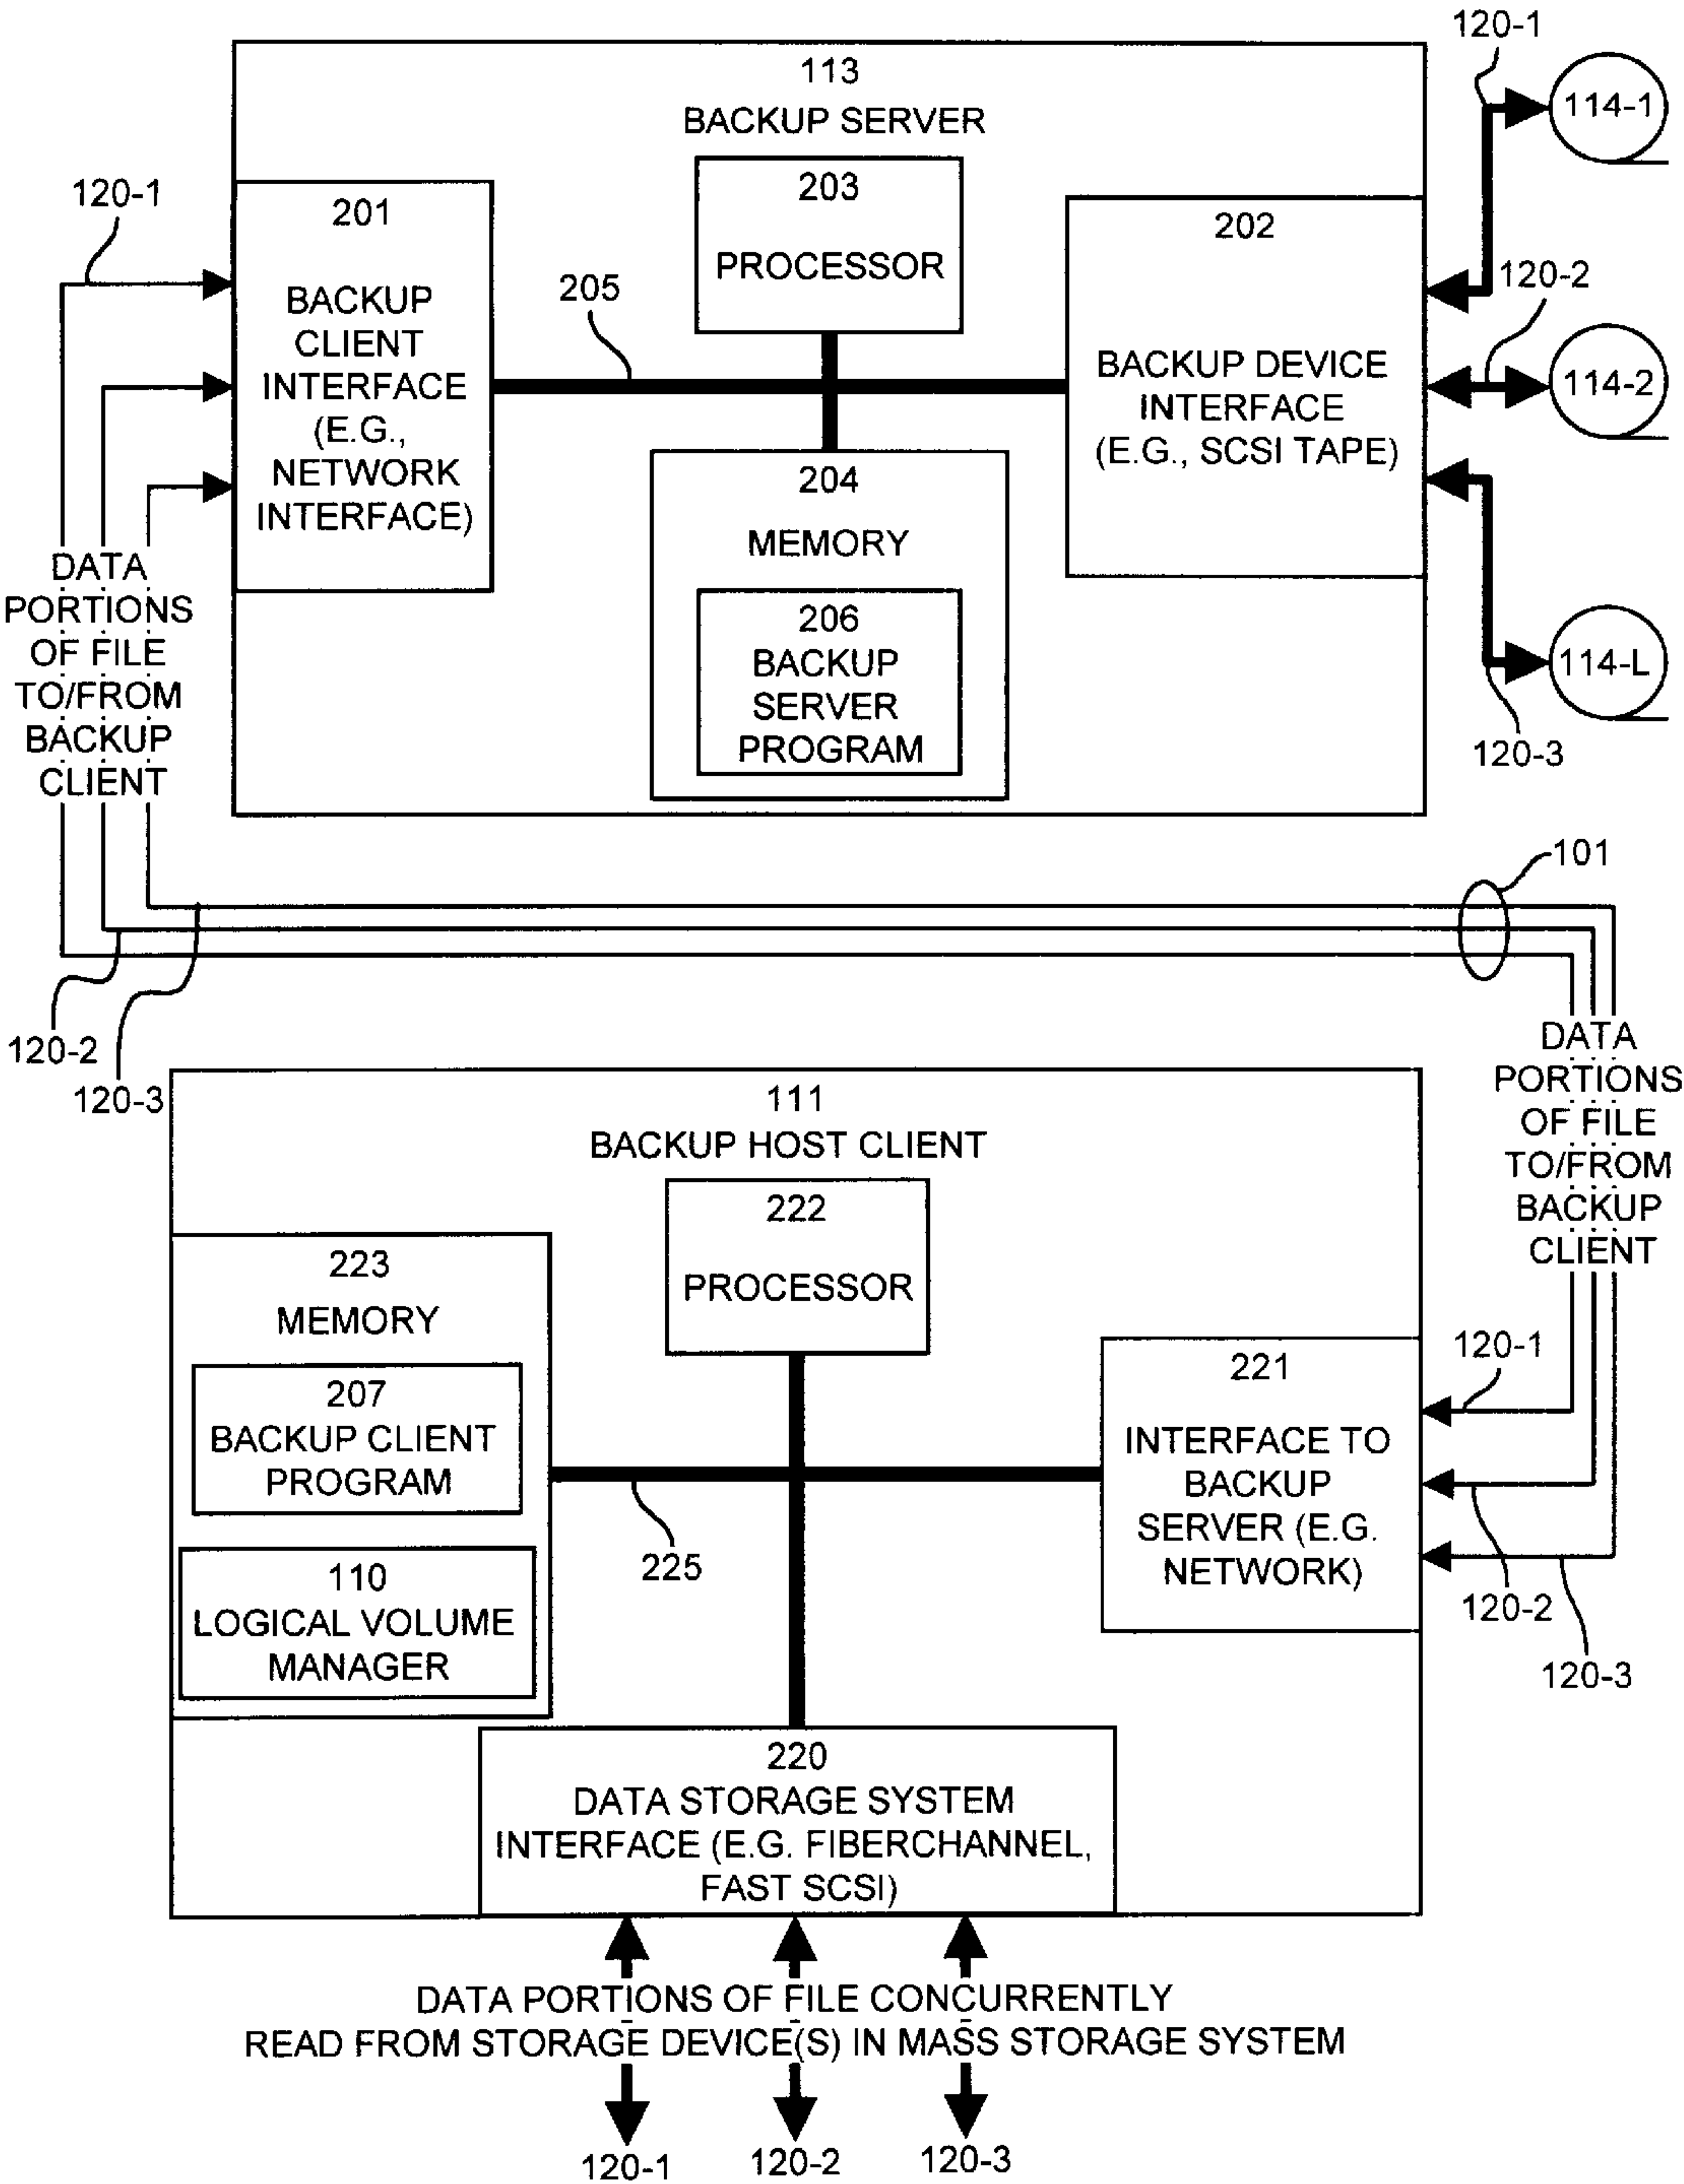 120-1
114-1
113
BACKUP SERVER
203
PROCESSOR
120-1
201
BACKUP
CLIENT
INTERFACE
(E.G.,
NETWORK
INTERFACE)
205
202
BACKUP DEVICE
INTERFACE
(E.G., SCSI TAPE)
120-2
114-2
204
MEMORY
206
BACKUP
SERVER
PROGRAM
114-L
120-3
DATA
PORTIONS
OF FILE
TO/FROM
BACKUP
CLIENT
101
120-2
120-3
DATA
PORTIONS
OF FILE
TO/FROM
BACKUP
CLIENT
111
BACKUP HOST CLIENT
222
PROCESSOR
223
MEMORY
207
BACKUP CLIENT
PROGRAM
110
LOGICAL VOLUME
MANAGER
225
221
INTERFACE TO
BACKUP
SERVER (E.G.
NETWORK)
120-1
120-2
120-3
220
DATA STORAGE SYSTEM
INTERFACE (E.G. FIBERCHANNEL,
FAST SCSI)
DATA PORTIONS OF FILE CONCURRENTLY
READ FROM STORAGE DEVICE(S) IN MASS STORAGE SYSTEM
120-1
120-2
120-3